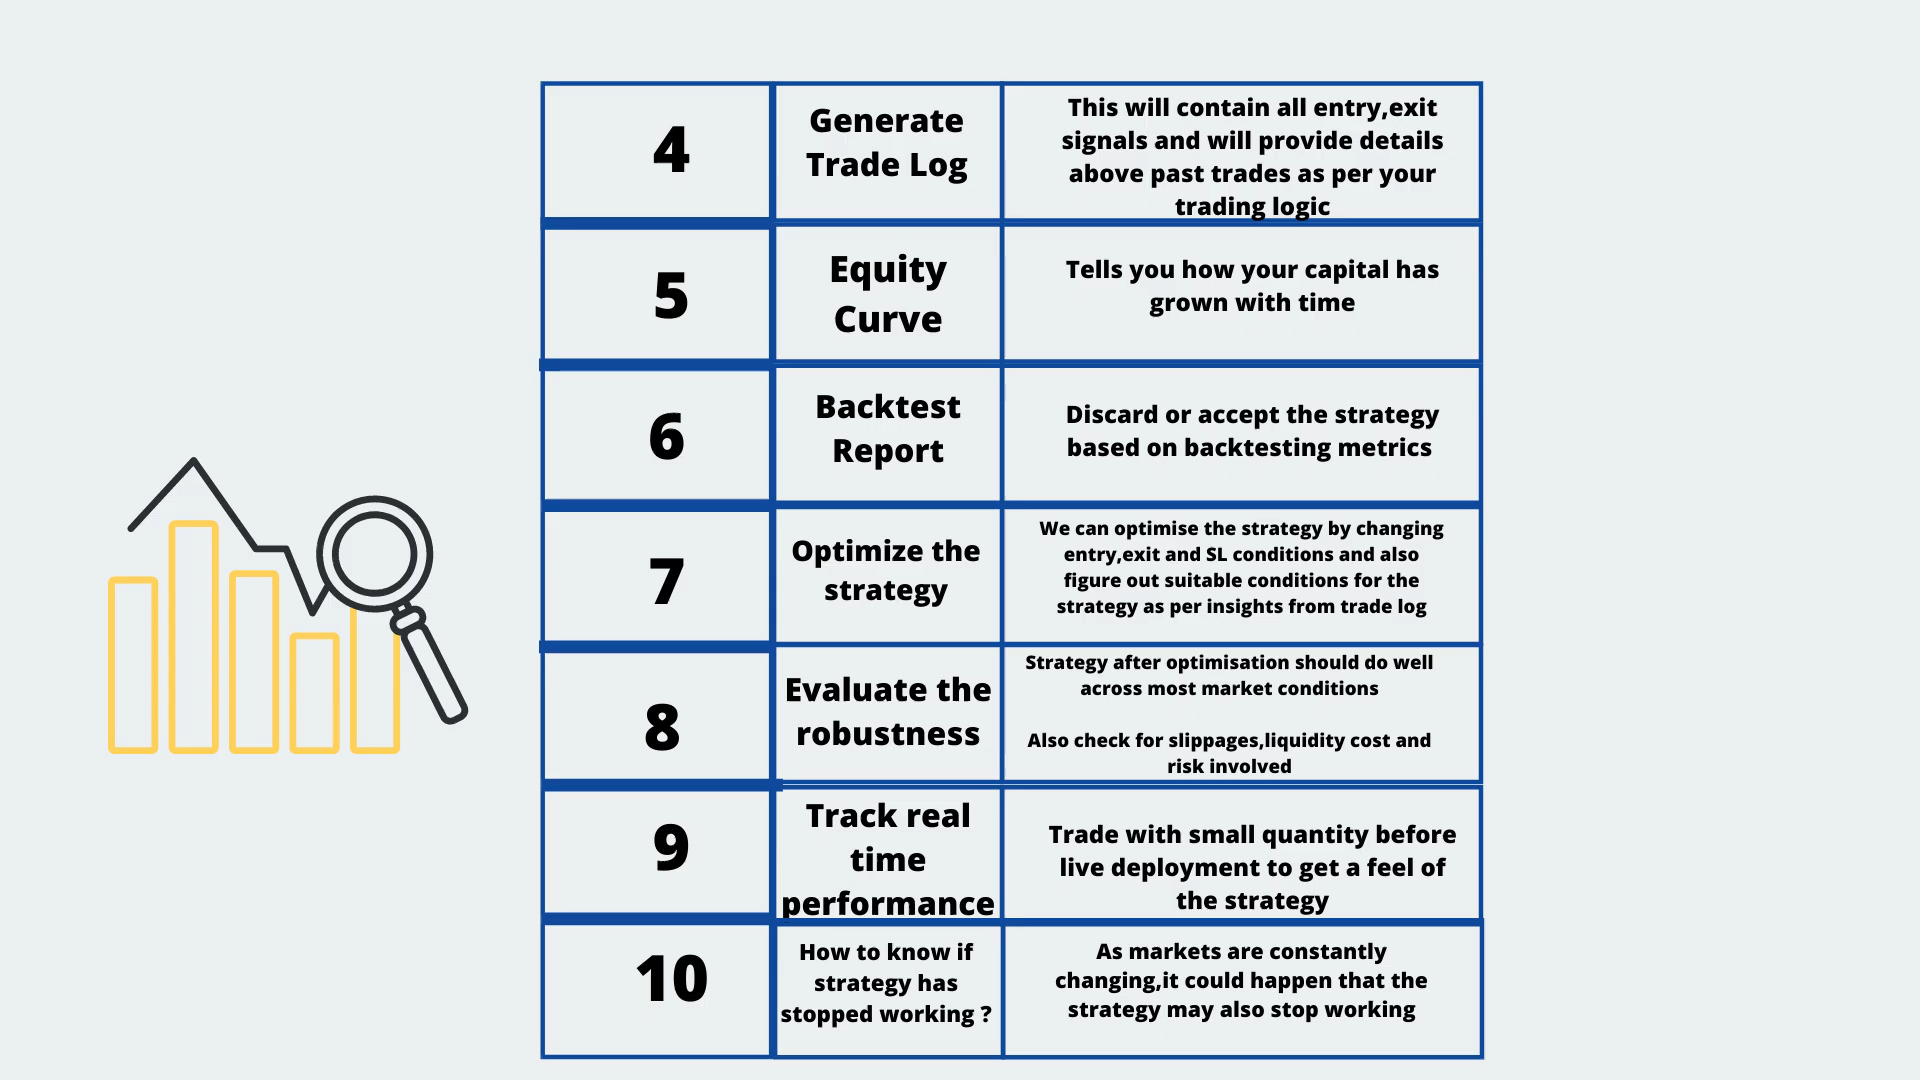 4
Generate
Trade Log
This will contain all entry,exit
signals and will provide details
above past trades as per your
trading logic
5
Equity
Curve
Tells you how your capital has
grown with time
6
Backtest
Report
Discard or accept the strategy
based on backtesting metrics
7
Optimize the
strategy
We can optimise the strategy by changing
entry,exit and SL conditions and also
figure out suitable conditions for the
strategy as per insights from trade log
8
Evaluate the
robustness
Strategy after optimisation should do well
across most market conditions
Also check for slippages,liquidity cost and
risk involved
9
Track real
time
performance
Trade with small quantity before
live deployment to get a feel of
the strategy
10
How to know if
strategy has
stopped working ?
As markets are constantly
changing,it could happen that the
strategy may also stop working